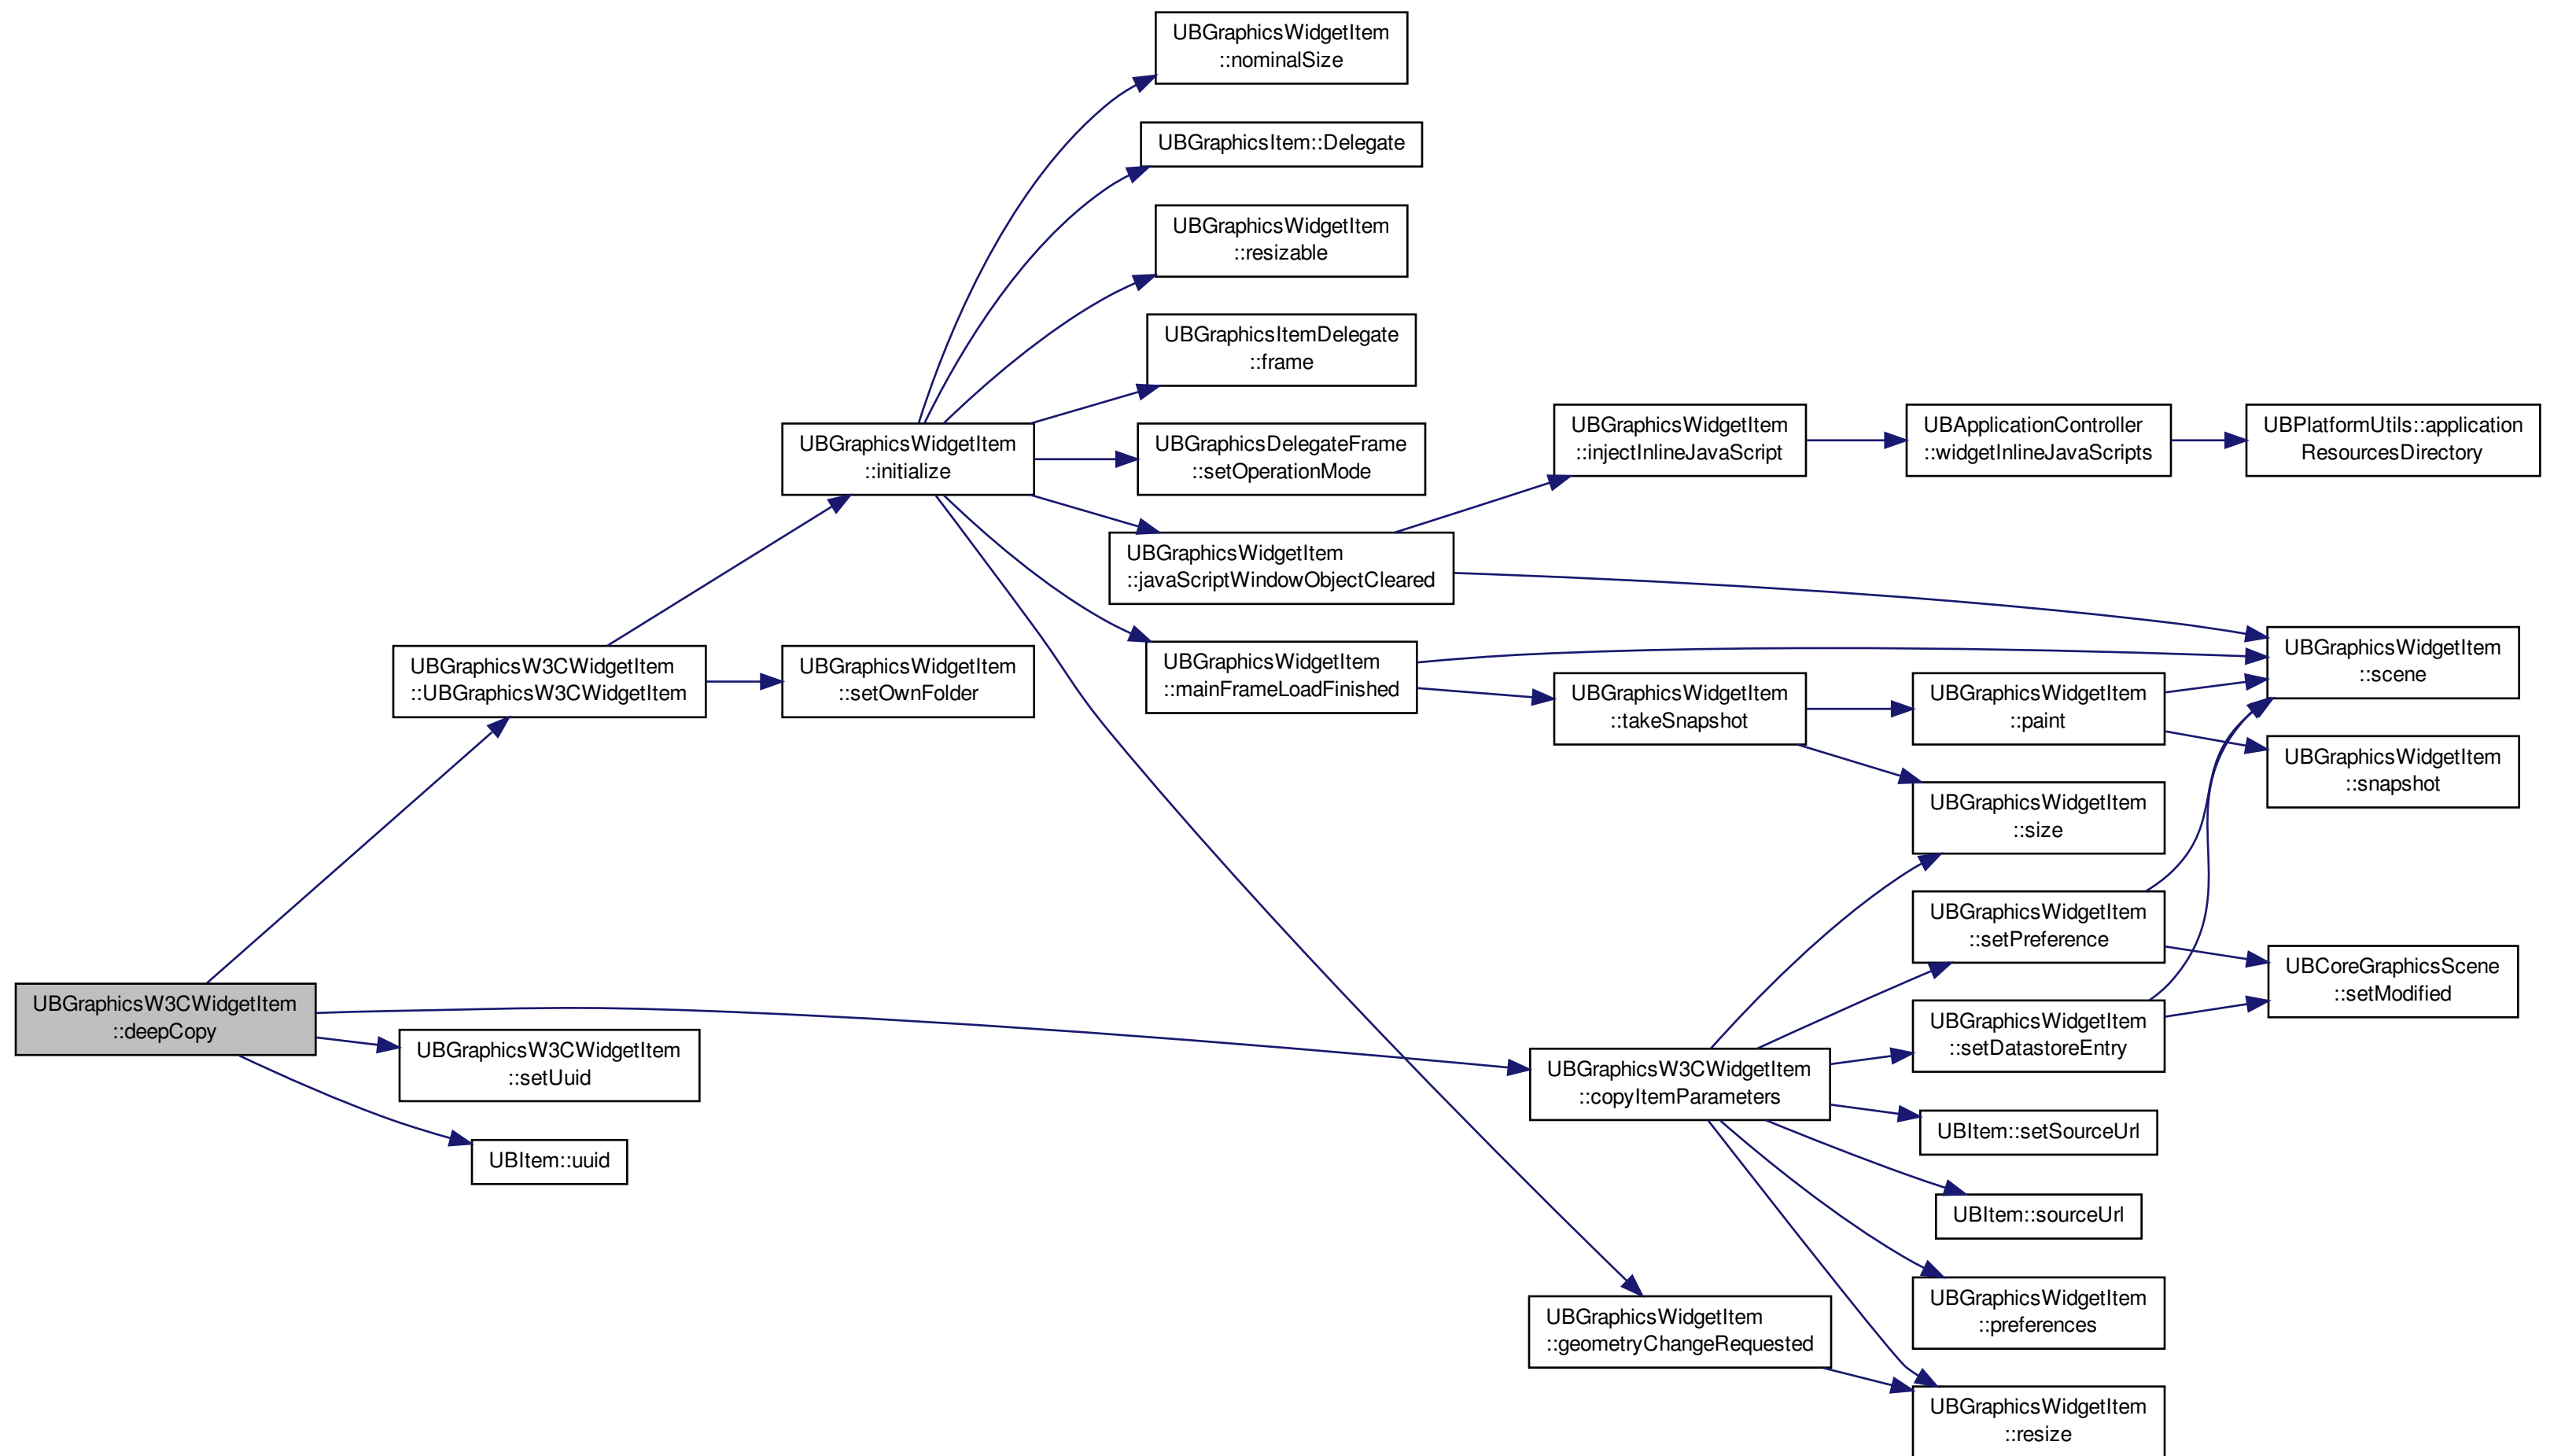 UBGraphicsWidgetItem
::nominalSize
UBGraphicsItem::Delegate
UBGraphicsWidgetItem
::resizable
UBGraphicsItemDelegate
::frame
UBGraphicsWidgetItem
::initialize
UBGraphicsDelegateFrame
::setOperationMode
UBGraphicsWidgetItem
::injectInlineJavaScript
UBApplicationController
::widgetInlineJavaScripts
UBPlatformUtils::application
ResourcesDirectory
UBGraphicsWidgetItem
::javaScriptWindowObjectCleared
UBGraphicsW3CWidgetItem
::UBGraphicsW3CWidgetItem
UBGraphicsWidgetItem
::setOwnFolder
UBGraphicsWidgetItem
::mainFrameLoadFinished
UBGraphicsWidgetItem
::takeSnapshot
UBGraphicsWidgetItem
::paint
UBGraphicsWidgetItem
::scene
UBGraphicsWidgetItem
::snapshot
UBGraphicsWidgetItem
::size
UBGraphicsWidgetItem
::setPreference
UBCoreGraphicsScene
::setModified
UBGraphicsW3CWidgetItem
::deepCopy
UBGraphicsW3CWidgetItem
::setUuid
UBItem::uuid
UBGraphicsW3CWidgetItem
::copyItemParameters
UBGraphicsWidgetItem
::setDatastoreEntry
UBItem::setSourceUrl
UBItem::sourceUrl
UBGraphicsWidgetItem
::preferences
UBGraphicsWidgetItem
::geometryChangeRequested
UBGraphicsWidgetItem
::resize